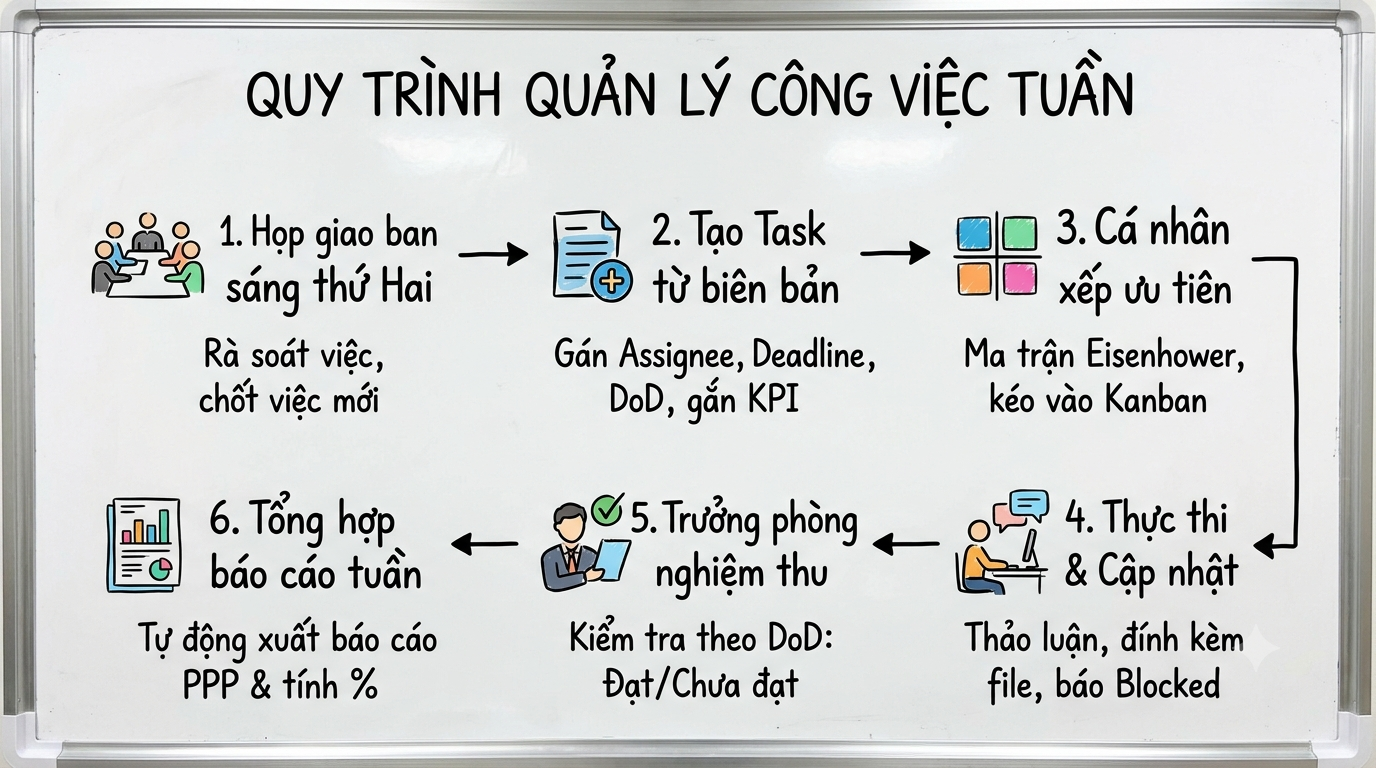 QUY TRÌNH QUẢN LÝ CÔNG VIỆC TUẦN
1. Họp giao ban
sáng thứ Hai
Rà soát việc,
chốt việc mới
2. Tạo Task
từ biên bản
Gán Assignee, Deadline,
DoD, gắn KPI
3. Cá nhân
xếp ưu tiên
Ma trận Eisenhower,
kéo vào Kanban
4. Thực thi
& Cập nhật
Thảo luận, đính kèm
file, báo Blocked
5. Trưởng phòng
nghiệm thu
Kiểm tra theo DoD:
Đạt/Chưa đạt
6. Tổng hợp
báo cáo tuần
Tự động xuất báo cáo
PPP & tính %